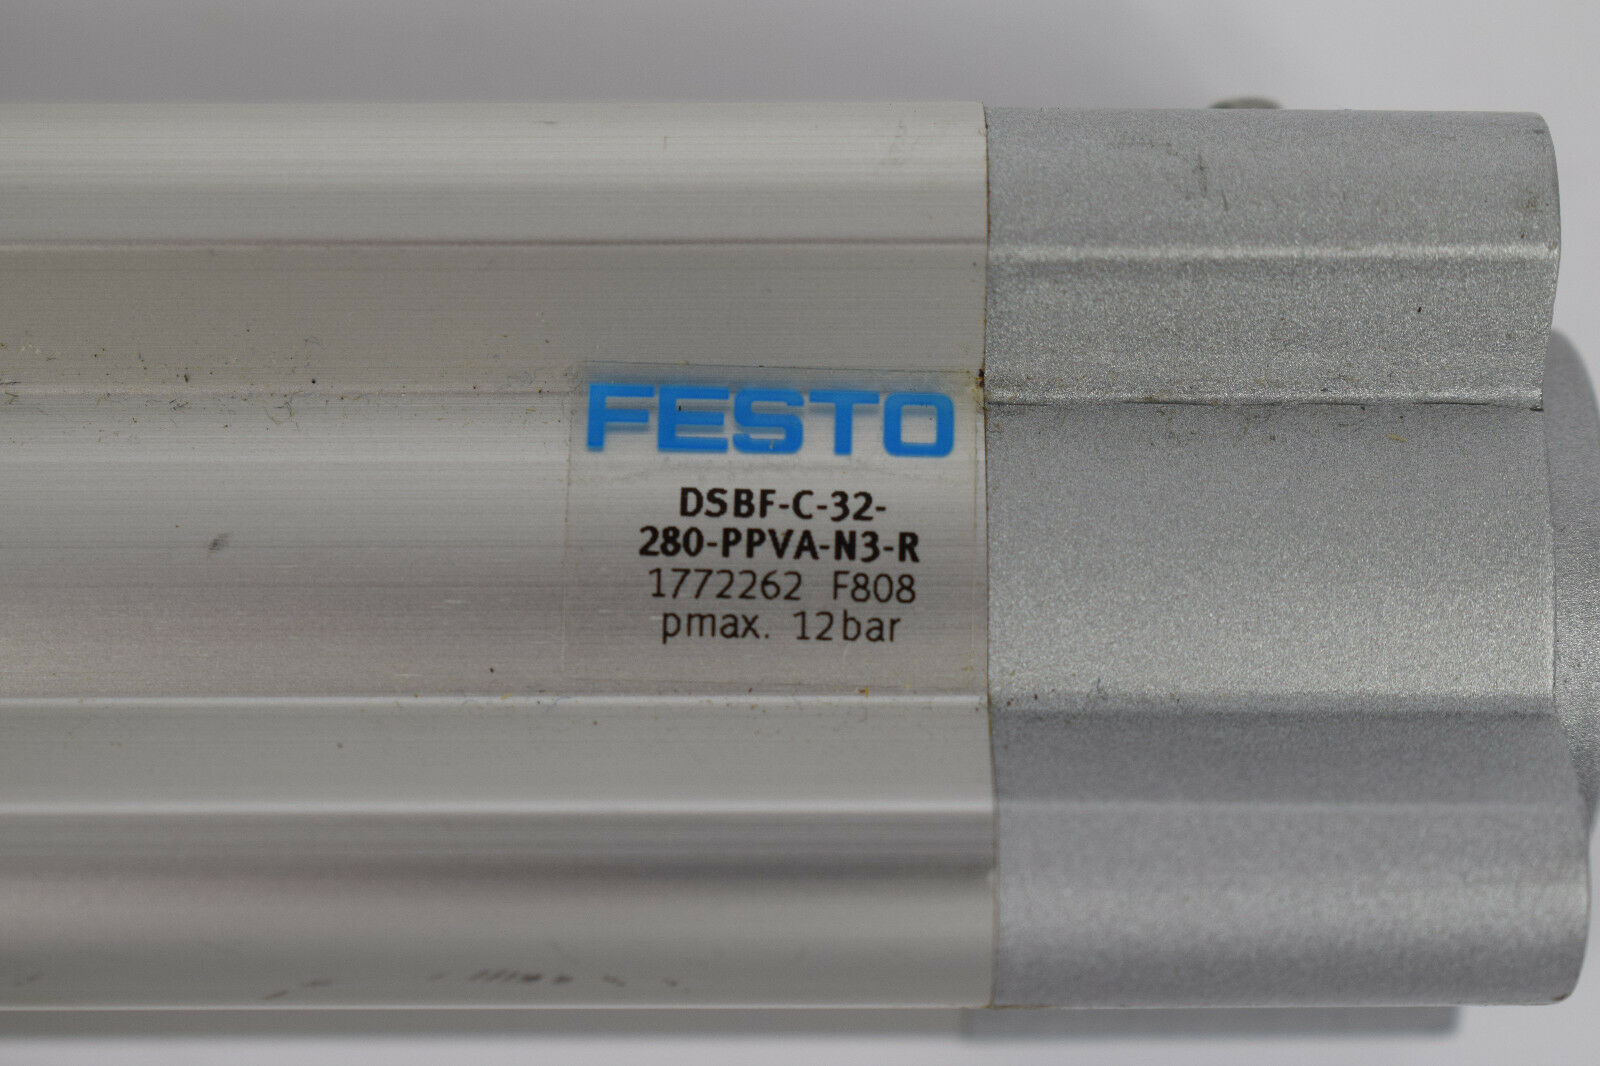 FESTO
DSBF-C-32-
280-PPVA-N3-R
1772262 F808
pmax. 12bar